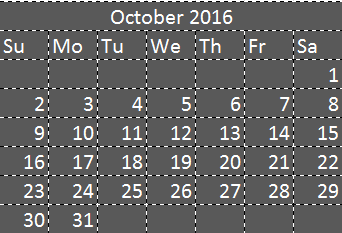 October 2016
Su Mo Tu We Th Fr Sa
1
2 3 4 5 6 7 8
9 10 11 12 13 14 15
16 17 18 19 20 21 22
23 24 25 26 27 28 29
30 31